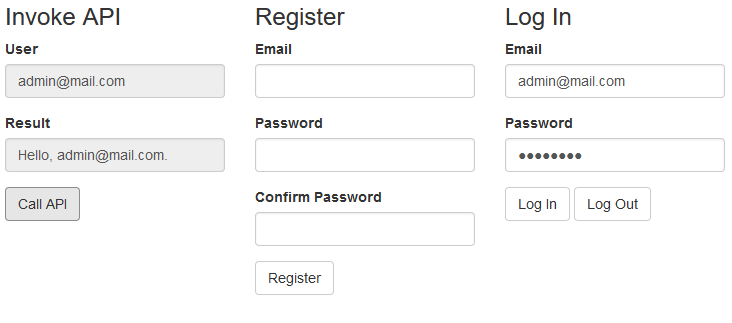 Invoke API
User
admin@mail.com
Result
Hello, admin@mail.com.
Call API
Register
Email
Password
Confirm Password
Register
Log In
Email
admin@mail.com
Password
●●●●●●●●
Log In Log Out